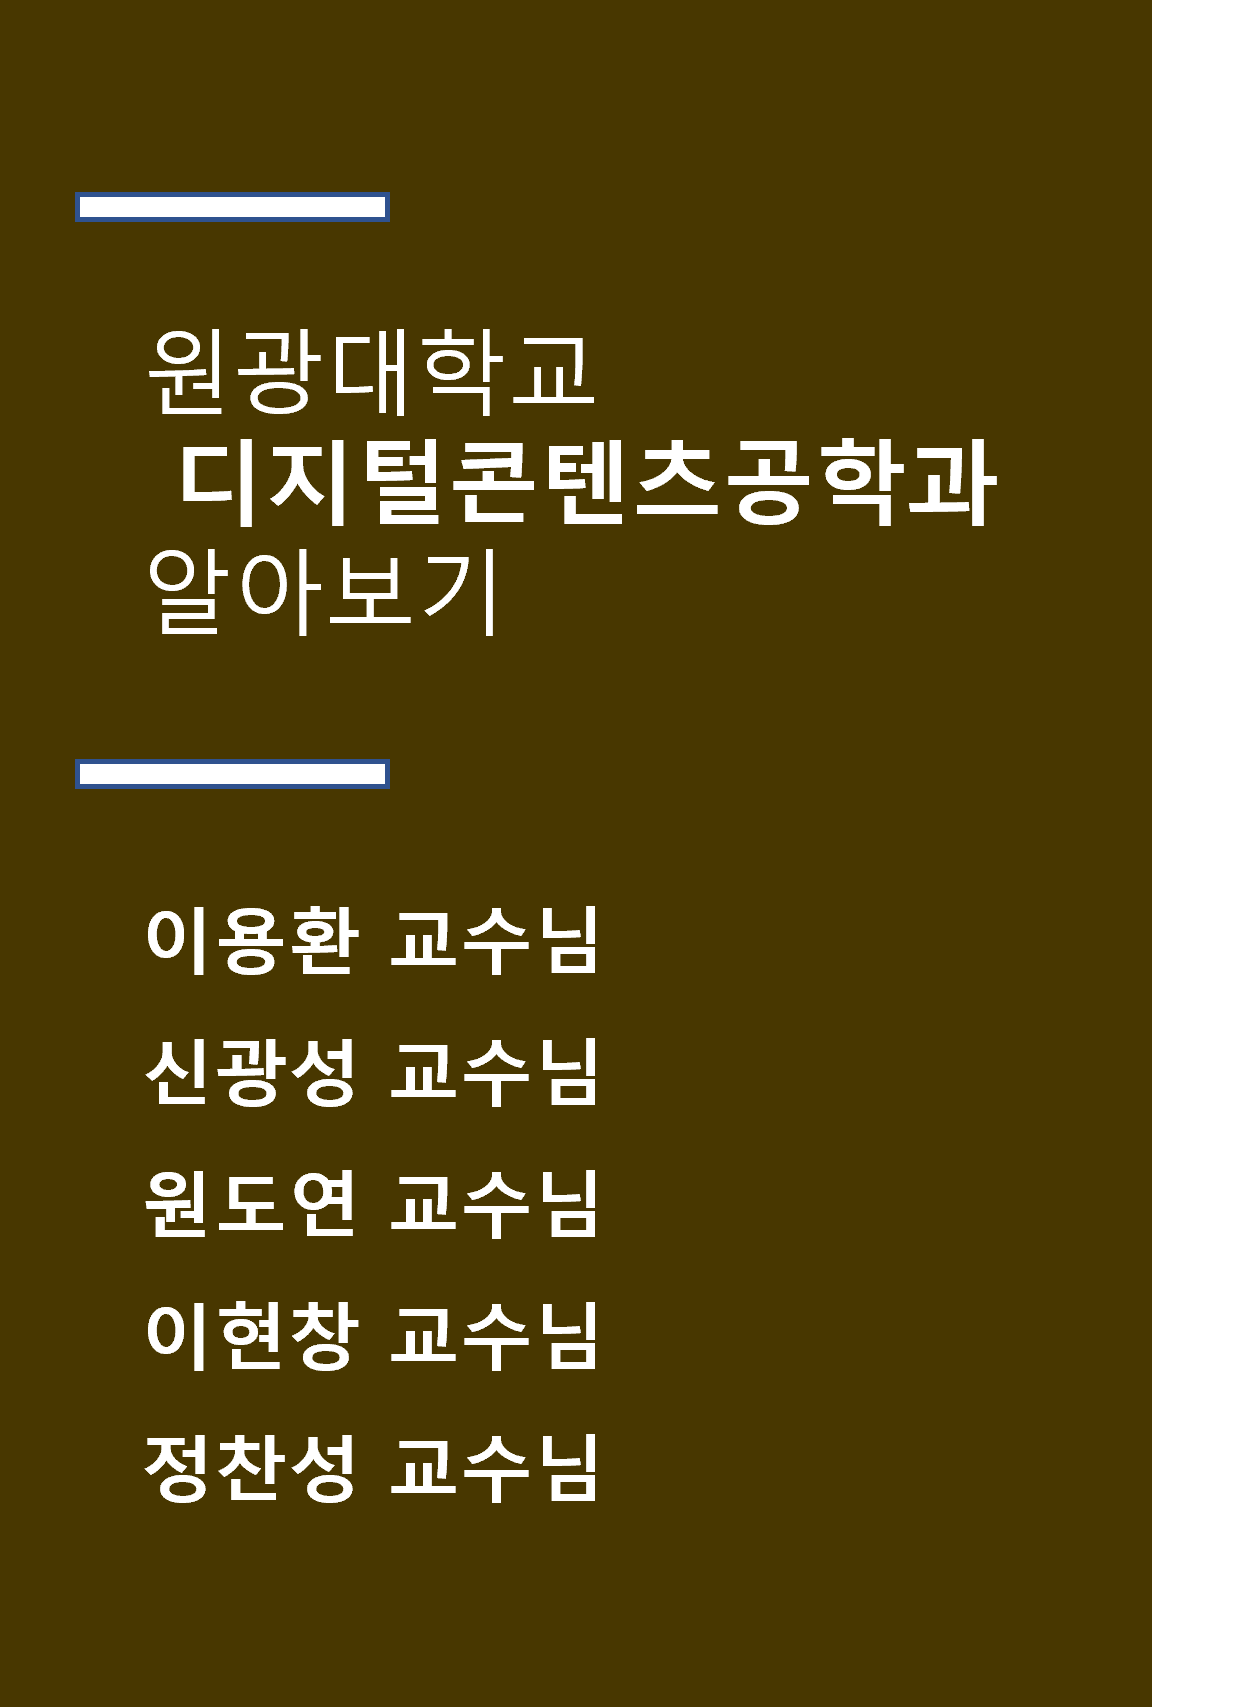 원광대학교
디지털콘텐츠공학과
알아보기
이용환 교수님
신광성 교수님
원도연 교수님
이현창 교수님
정찬성 교수님